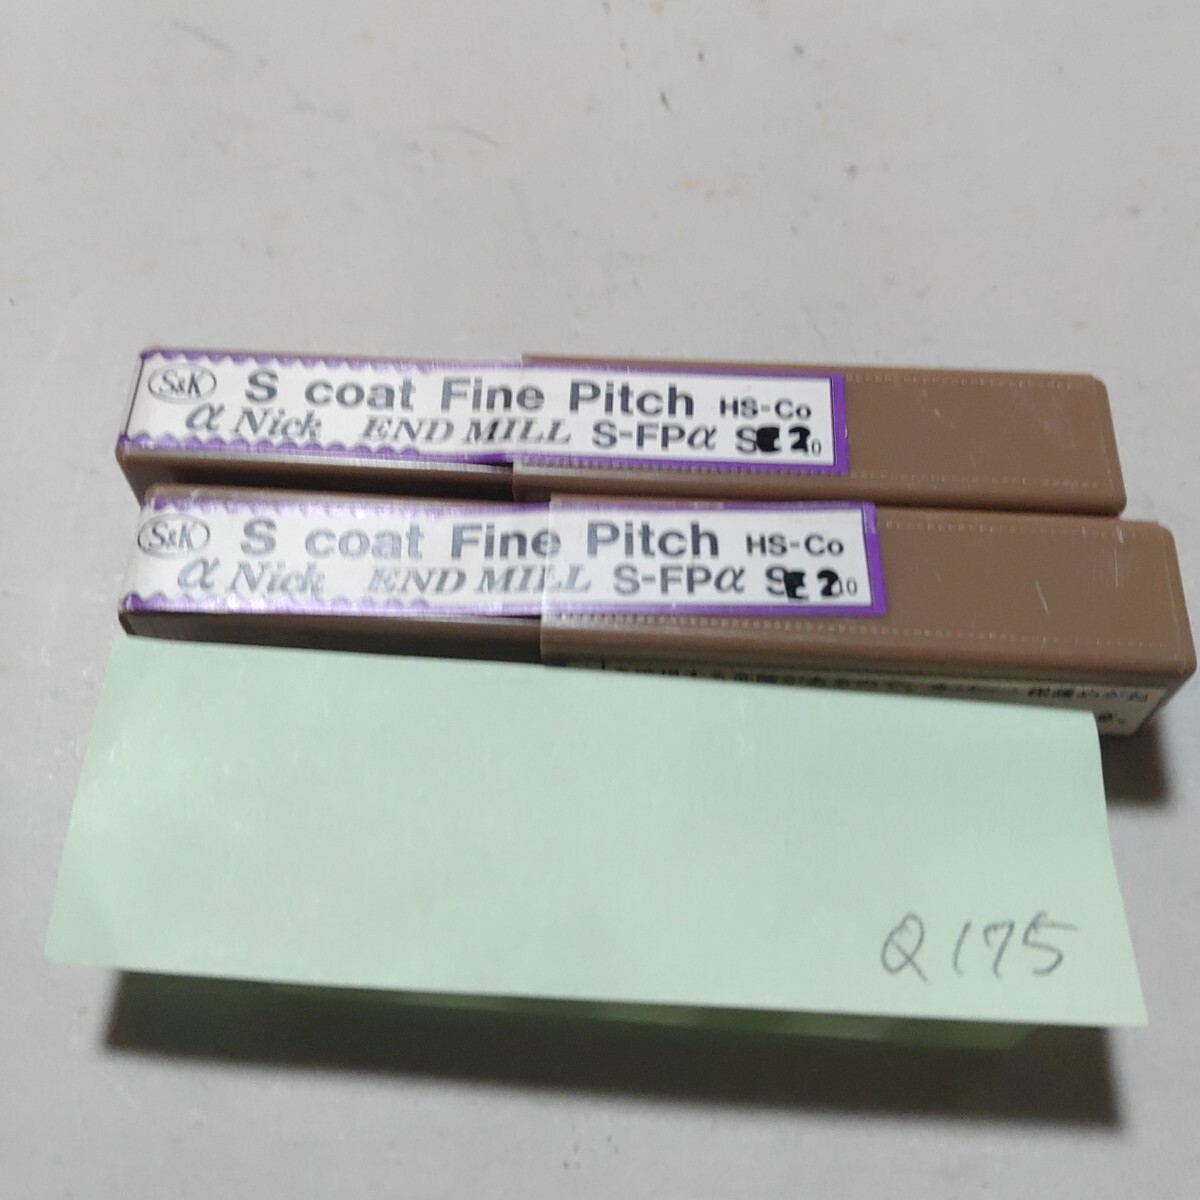 S&K S coat Fine Pitch HS-Co
α Nick END MILL S-FPα
S&K S coat Fine Pitch HS-Co
α Nick END MILL S-FPα
Q175